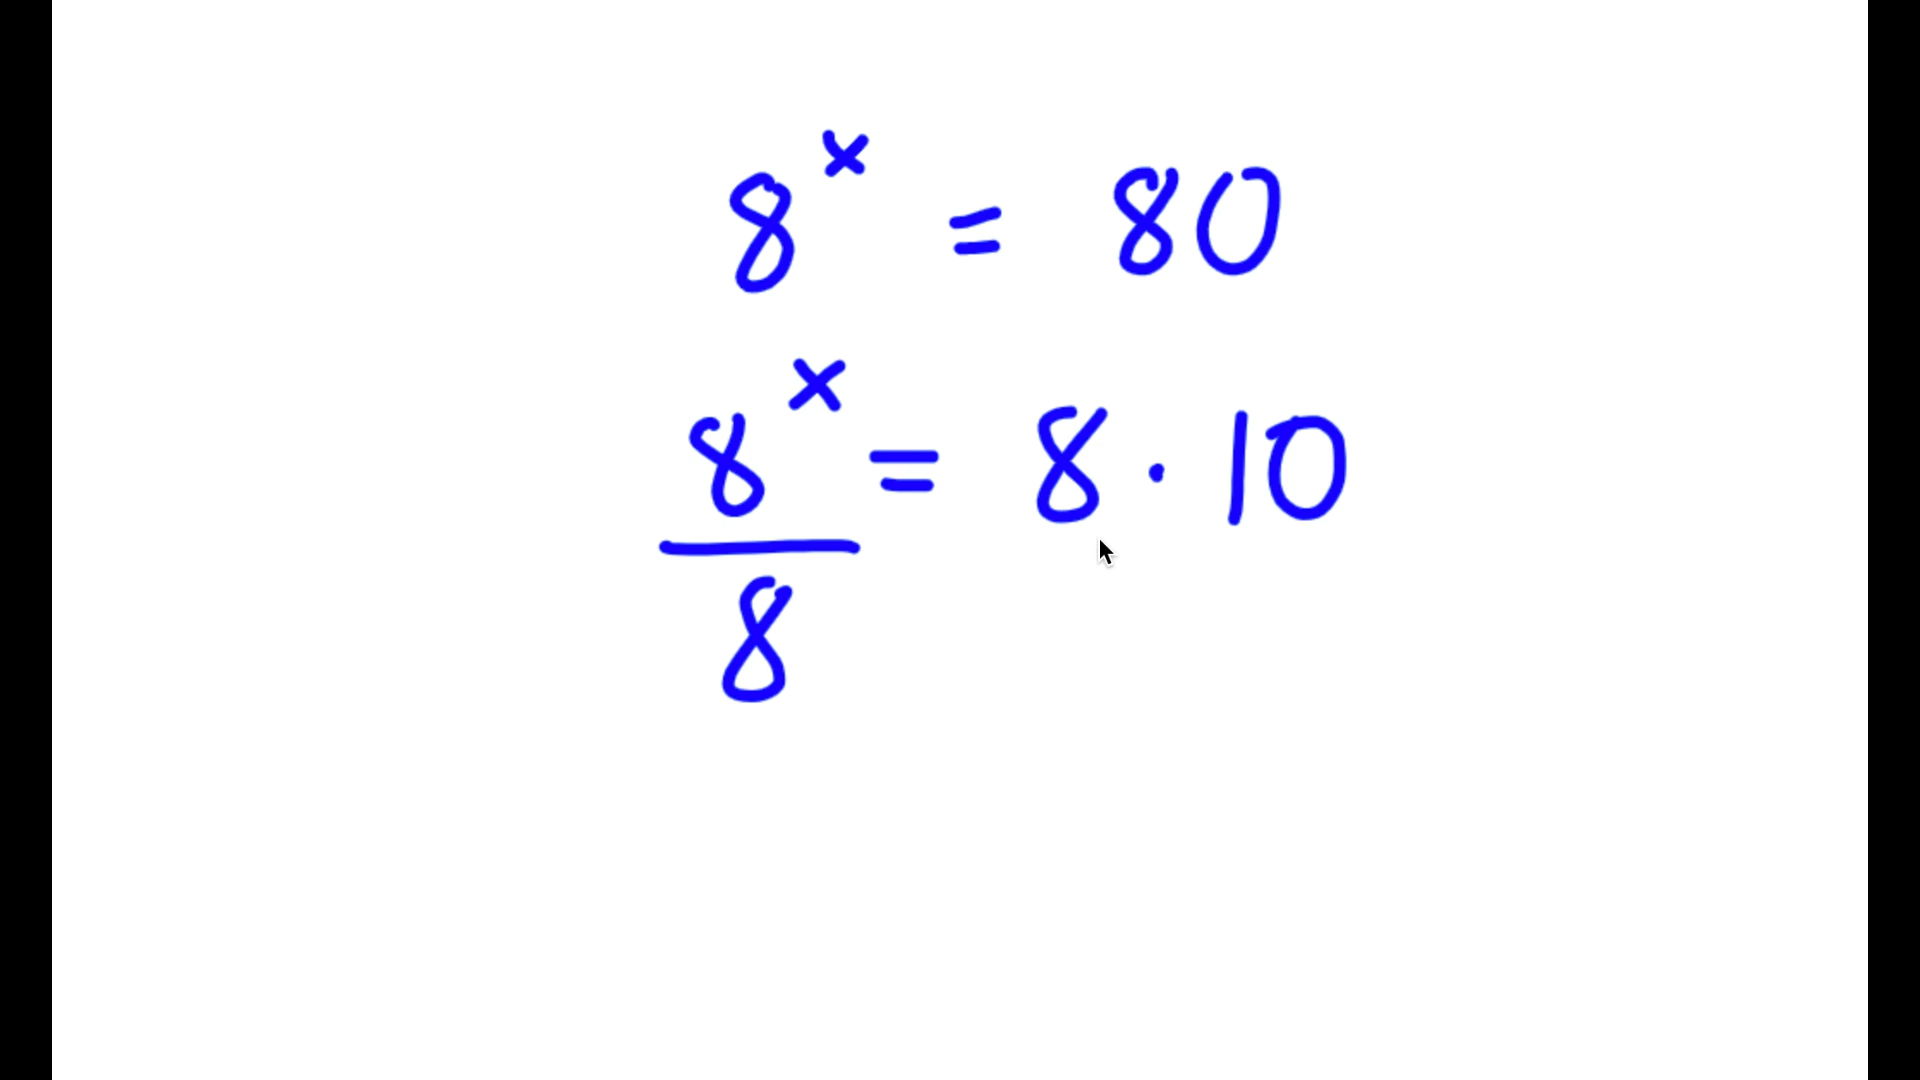 8^x = 80
8^x = 8 · 10
8